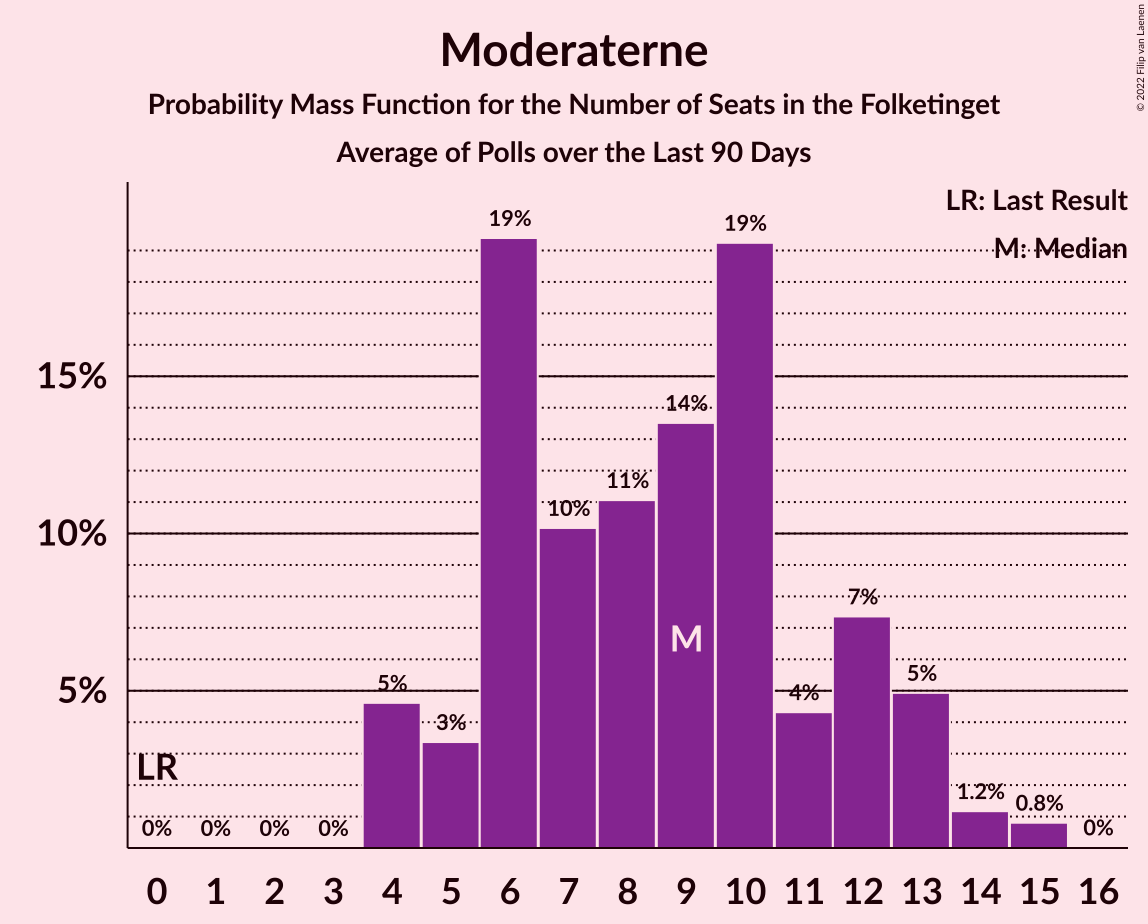 Moderaterne
Probability Mass Function for the Number of Seats in the Folketinget
Average of Polls over the Last 90 Days
© 2022 Filip van Laenen
LR: Last Result
M: Median
15%
10%
5%
LR
M
0%
0%
0%
0%
5%
3%
19%
10%
11%
14%
19%
4%
7%
5%
1.2%
0.8%
0%
0 1 2 3 4 5 6 7 8 9 10 11 12 13 14 15 16